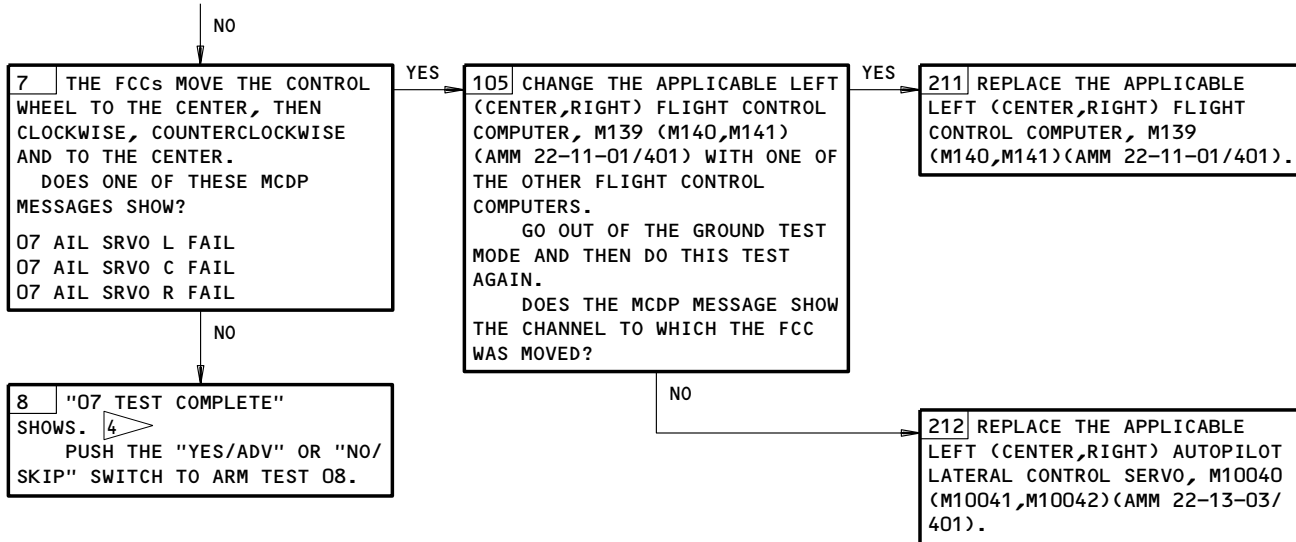 NO
7 THE FCCs MOVE THE CONTROL
WHEEL TO THE CENTER, THEN
CLOCKWISE, COUNTERCLOCKWISE
AND TO THE CENTER.
DOES ONE OF THESE MCDP
MESSAGES SHOW?
07 AIL SRVO L FAIL
07 AIL SRVO C FAIL
07 AIL SRVO R FAIL
YES
105 CHANGE THE APPLICABLE LEFT
(CENTER,RIGHT) FLIGHT CONTROL
COMPUTER, M139 (M140,M141)
(AMM 22-11-01/401) WITH ONE OF
THE OTHER FLIGHT CONTROL
COMPUTERS.
GO OUT OF THE GROUND TEST
MODE AND THEN DO THIS TEST
AGAIN.
DOES THE MCDP MESSAGE SHOW
THE CHANNEL TO WHICH THE FCC
WAS MOVED?
YES
211 REPLACE THE APPLICABLE
LEFT (CENTER,RIGHT) FLIGHT
CONTROL COMPUTER, M139
(M140,M141)(AMM 22-11-01/401).
NO
8 "07 TEST COMPLETE"
SHOWS. 4
PUSH THE "YES/ADV" OR "NO/
SKIP" SWITCH TO ARM TEST 08.
NO
212 REPLACE THE APPLICABLE
LEFT (CENTER,RIGHT) AUTOPILOT
LATERAL CONTROL SERVO, M10040
(M10041,M10042)(AMM 22-13-03/
401).